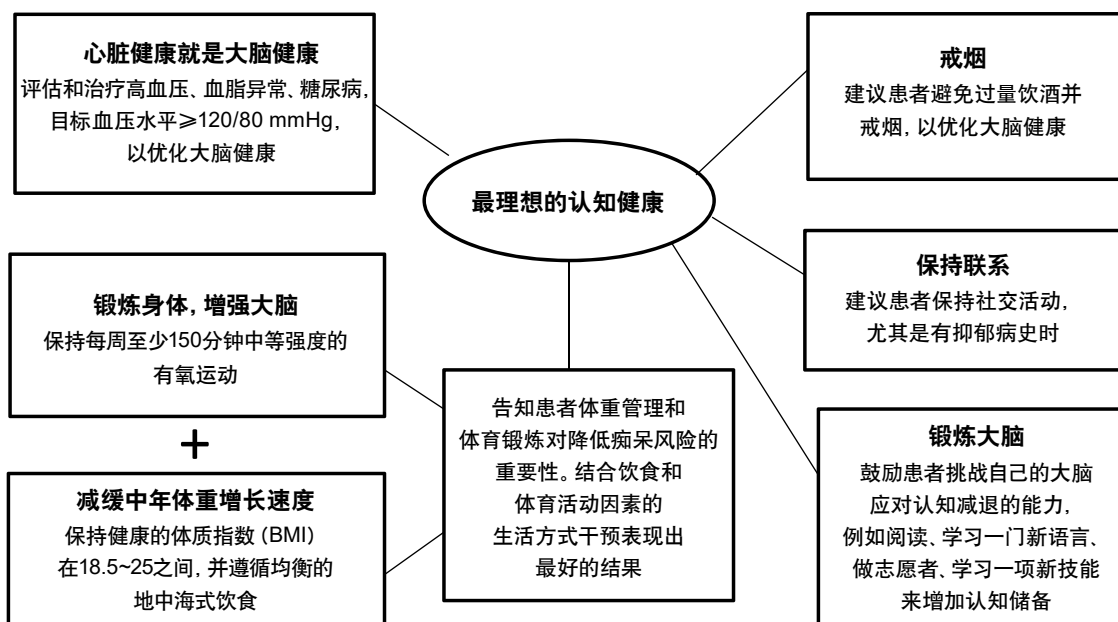 心脏健康就是大脑健康
评估和治疗高血压、血脂异常、糖尿病,
目标血压水平≥120/80 mmHg,
以优化大脑健康
戒烟
建议患者避免过量饮酒并
戒烟, 以优化大脑健康
最理想的认知健康
保持联系
建议患者保持社交活动,
尤其是有抑郁病史时
锻炼身体, 增强大脑
保持每周至少150分钟中等强度的
有氧运动
+
减缓中年体重增长速度
保持健康的体质指数 (BMI)
在18.5~25之间, 并遵循均衡的
地中海式饮食
告知患者体重管理和
体育锻炼对降低痴呆风险的
重要性。结合饮食和
体育活动因素的
生活方式干预表现出
最好的结果
锻炼大脑
鼓励患者挑战自己的大脑
应对认知减退的能力,
例如阅读、学习一门新语言、
做志愿者、学习一项新技能
来增加认知储备